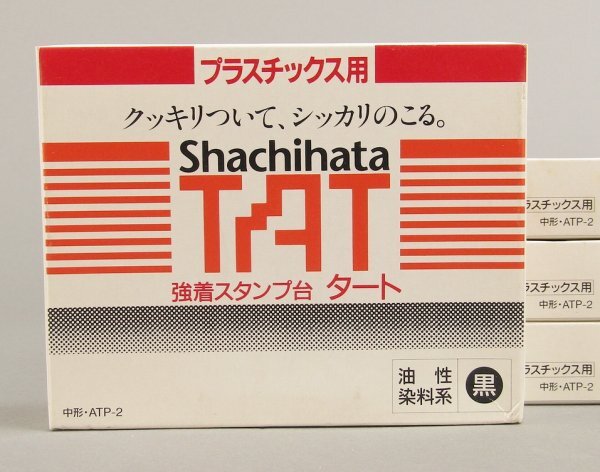 プラスチックス用
クッキリついて、シッカリのこる。
Shachihata
TAT
強着スタンプ台 タート
油性
染料系
黒
中形・ATP-2
ラスチックス用
中形・ATP-2
ラスチックス用
中形・ATP-2
ラスチックス用
中形・ATP-2